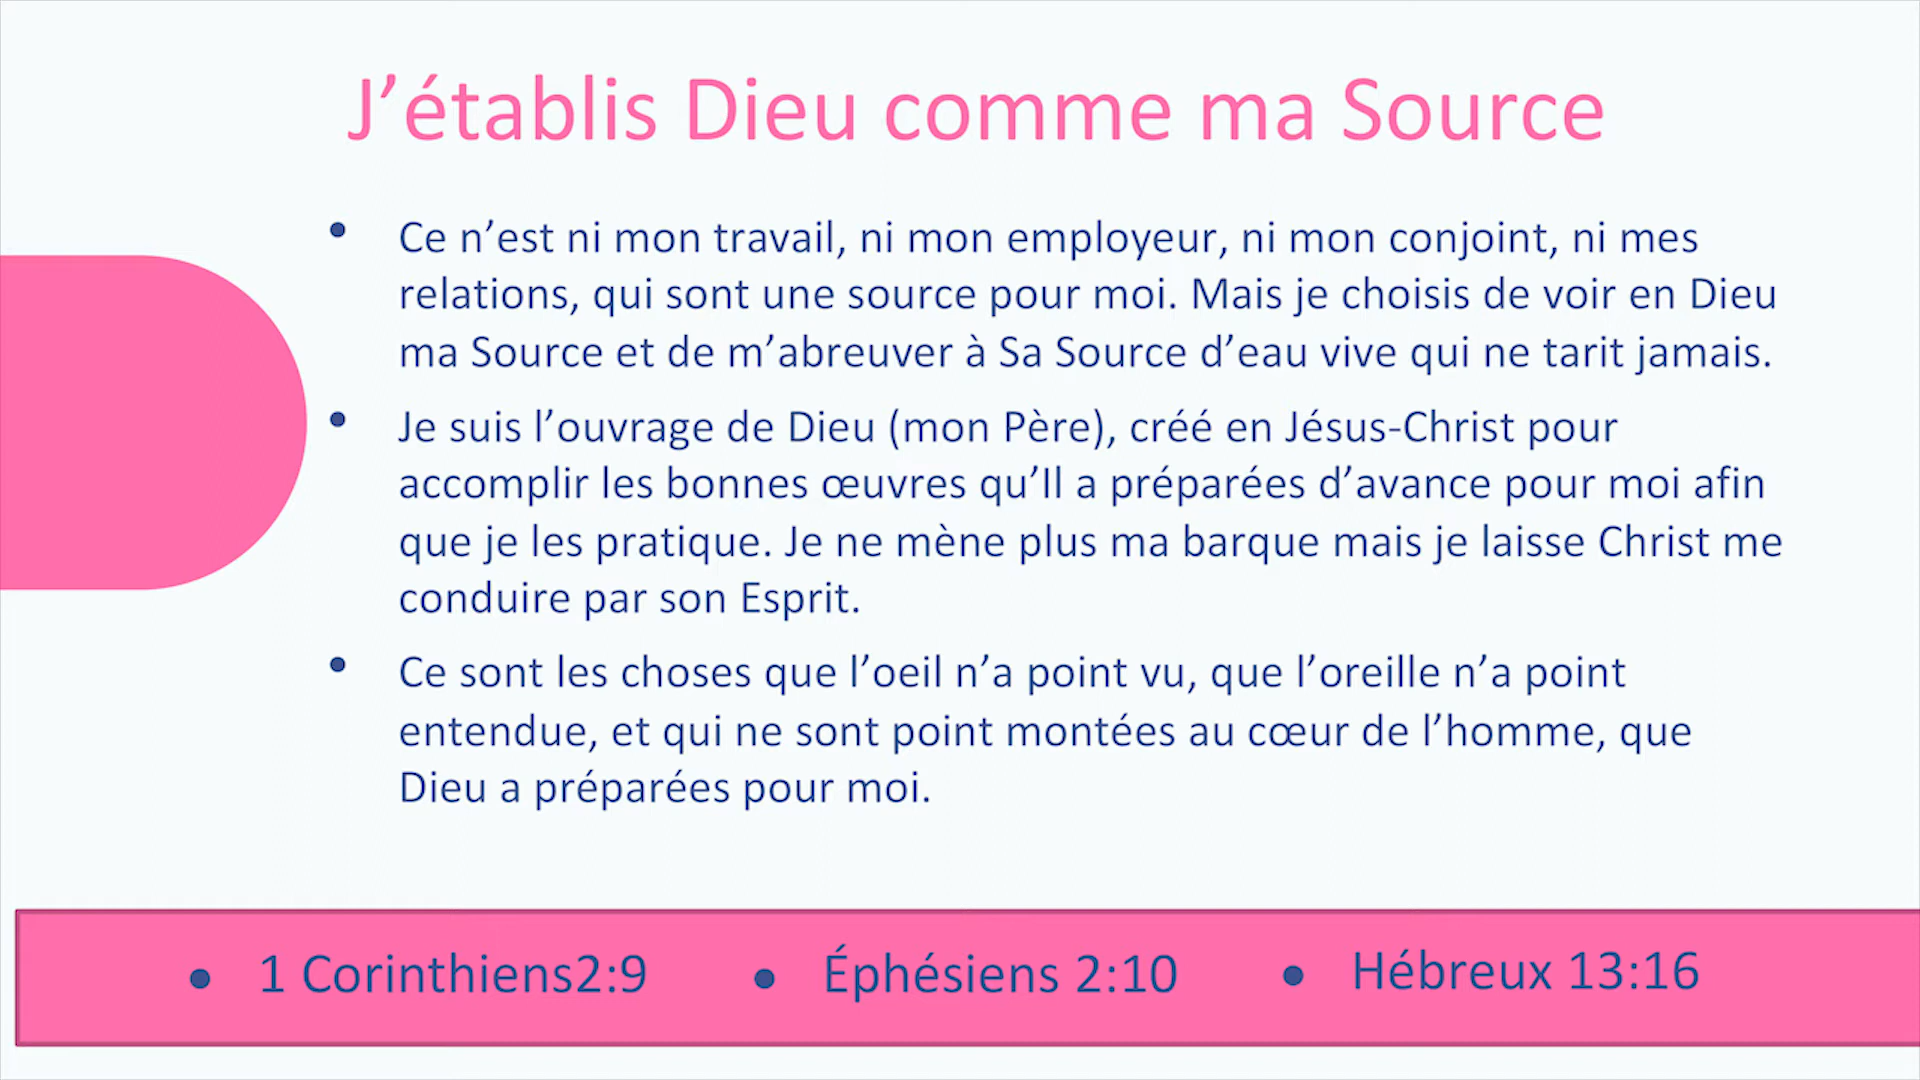 J’établis Dieu comme ma Source
• Ce n’est ni mon travail, ni mon employeur, ni mon conjoint, ni mes
relations, qui sont une source pour moi. Mais je choisis de voir en Dieu
ma Source et de m’abreuver à Sa Source d’eau vive qui ne tarit jamais.
• Je suis l’ouvrage de Dieu (mon Père), créé en Jésus-Christ pour
accomplir les bonnes œuvres qu’Il a préparées d’avance pour moi afin
que je les pratique. Je ne mène plus ma barque mais je laisse Christ me
conduire par son Esprit.
• Ce sont les choses que l’oeil n’a point vu, que l’oreille n’a point
entendue, et qui ne sont point montées au cœur de l’homme, que
Dieu a préparées pour moi.
• 1 Corinthiens2:9 • Éphésiens 2:10 • Hébreux 13:16